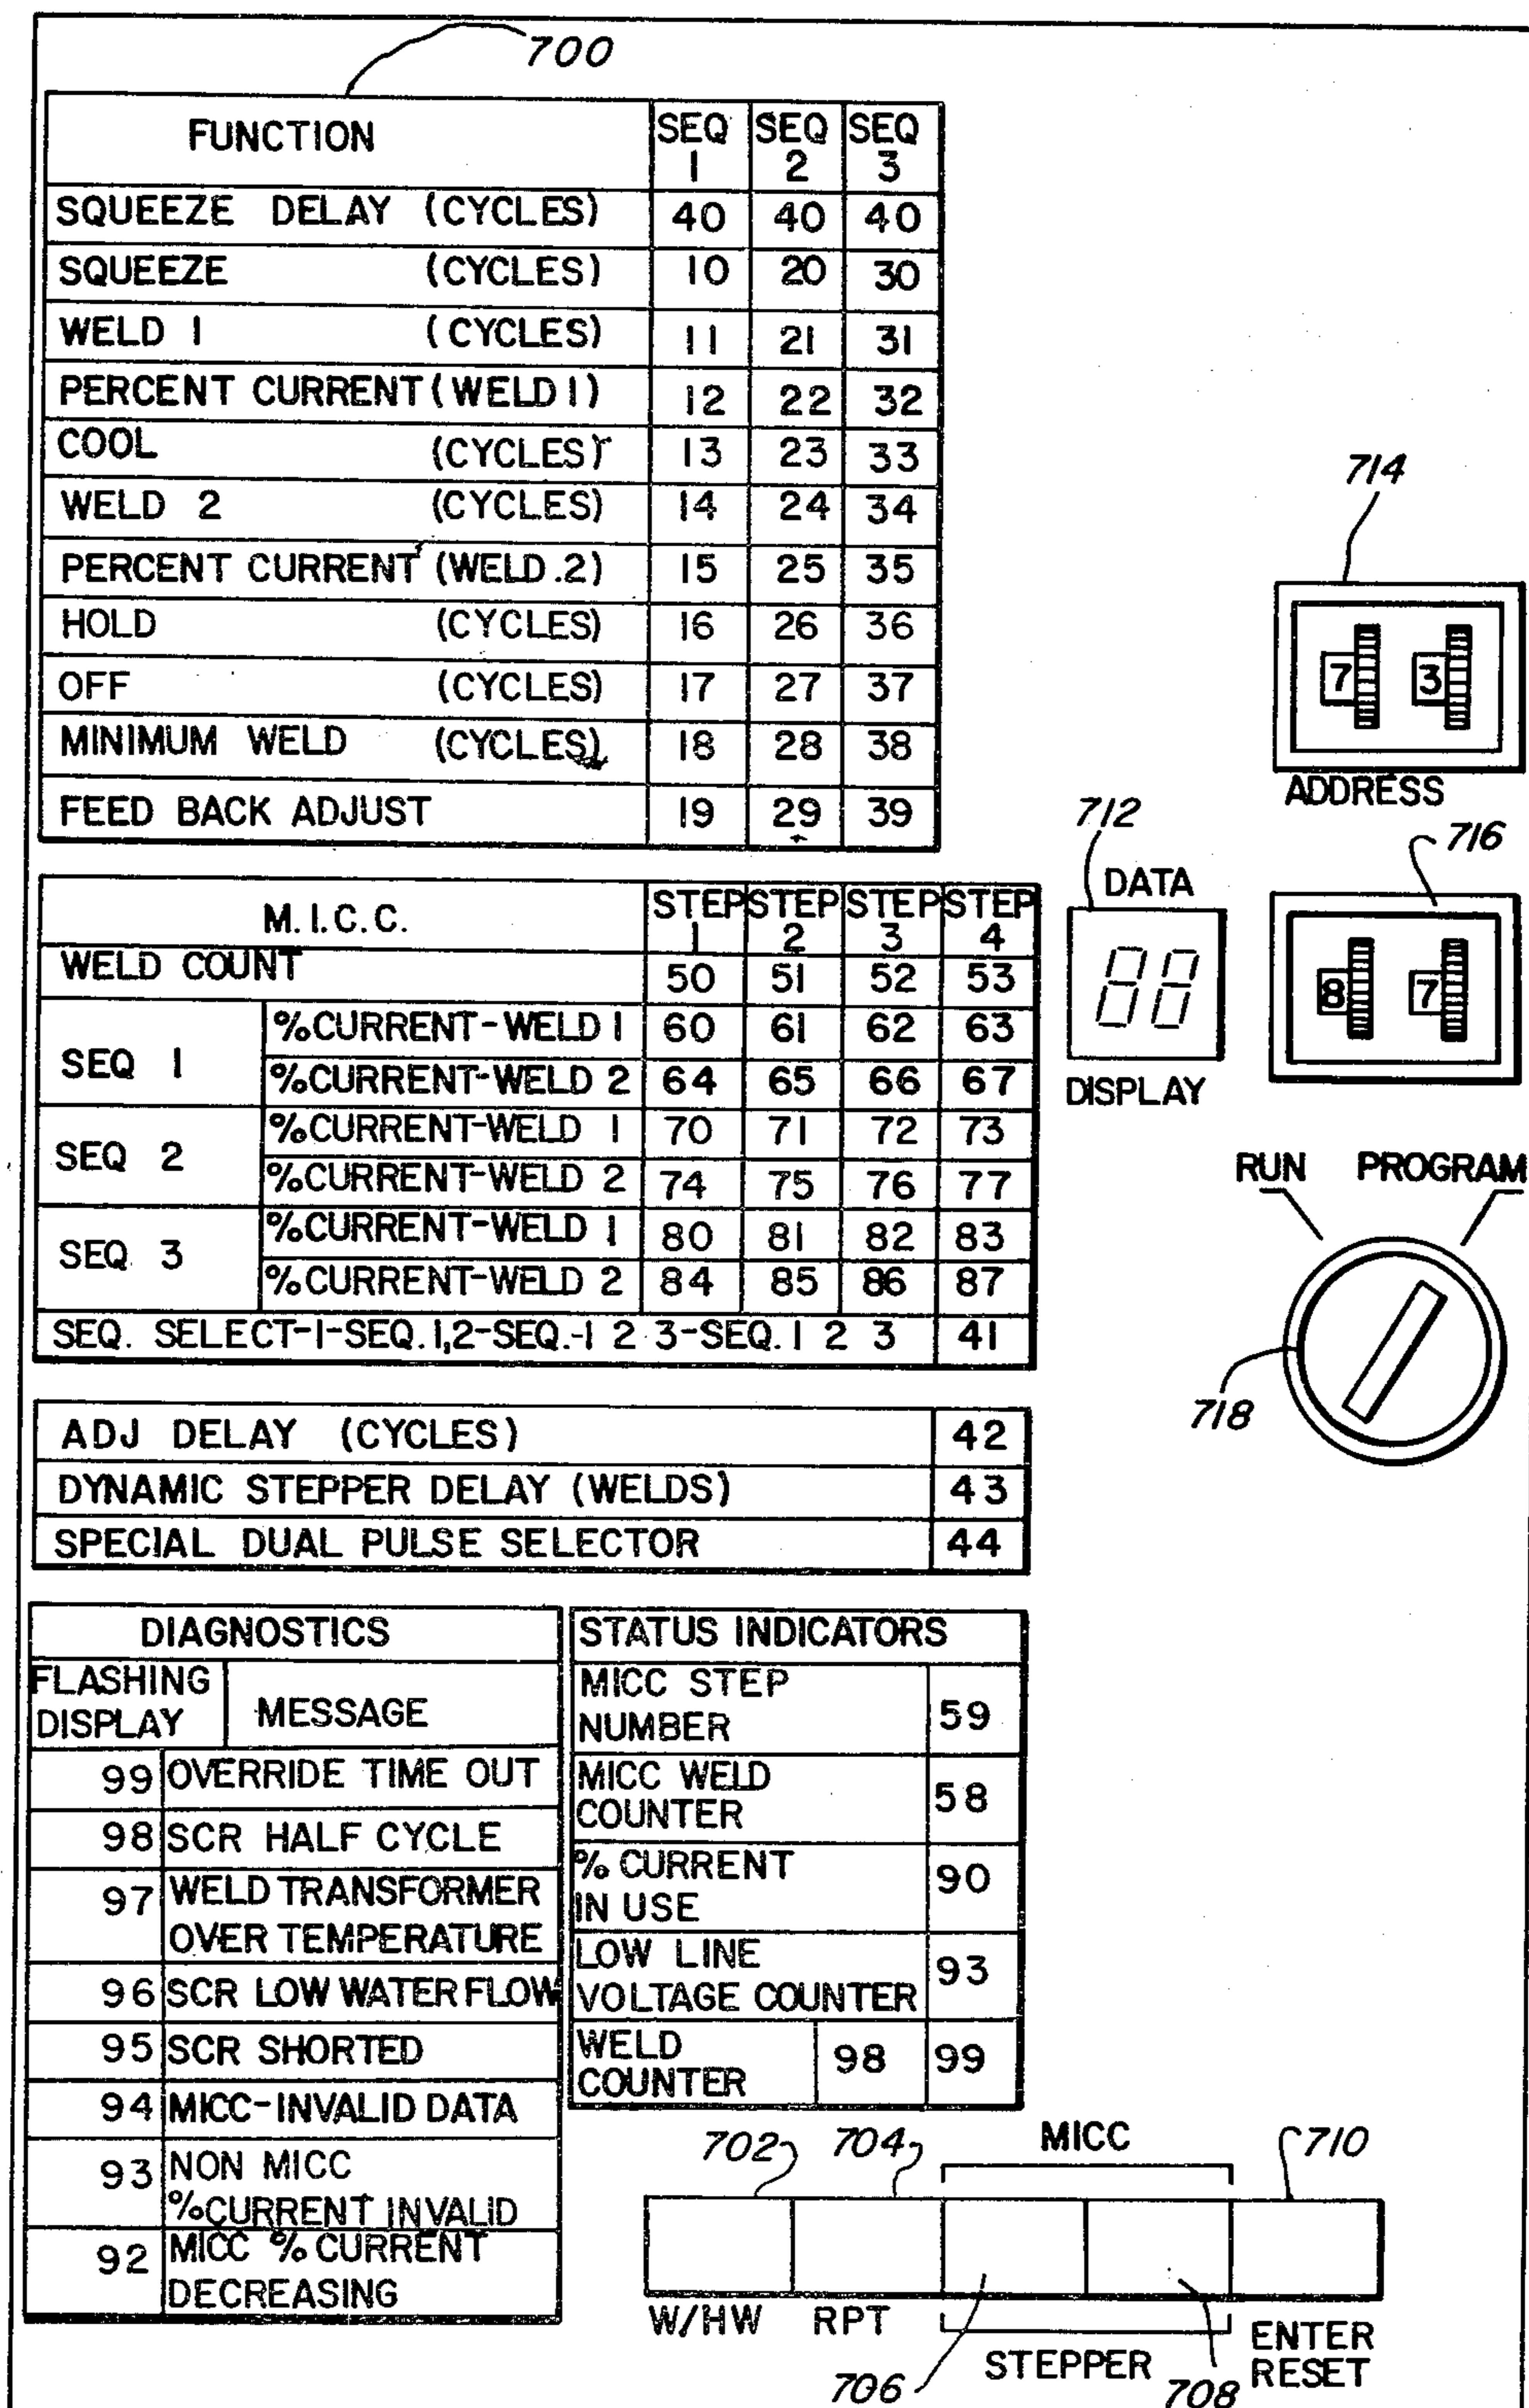 700
FUNCTION SEQ 1 SEQ 2 SEQ 3
SQUEEZE DELAY (CYCLES) 40 40 40
SQUEEZE (CYCLES) 10 20 30
WELD 1 (CYCLES) 11 21 31
PERCENT CURRENT (WELD 1) 12 22 32
COOL (CYCLES) 13 23 33
WELD 2 (CYCLES) 14 24 34
PERCENT CURRENT (WELD.2) 15 25 35
HOLD (CYCLES) 16 26 36
OFF (CYCLES) 17 27 37
MINIMUM WELD (CYCLES) 18 28 38
FEED BACK ADJUST 19 29 39
714
7 3
ADDRESS
712
716
DATA
88
DISPLAY
8 7
M.I.C.C. STEP 1 STEP 2 STEP 3 STEP 4
WELD COUNT 50 51 52 53
SEQ 1 %CURRENT-WELD 1 60 61 62 63
%CURRENT-WELD 2 64 65 66 67
SEQ 2 %CURRENT-WELD 1 70 71 72 73
%CURRENT-WELD 2 74 75 76 77
SEQ 3 %CURRENT-WELD 1 80 81 82 83
%CURRENT-WELD 2 84 85 86 87
SEQ. SELECT-1-SEQ.1,2-SEQ.-1 2 3-SEQ.1 2 3 41
RUN PROGRAM
718
ADJ DELAY (CYCLES) 42
DYNAMIC STEPPER DELAY (WELDS) 43
SPECIAL DUAL PULSE SELECTOR 44
DIAGNOSTICS
FLASHING DISPLAY MESSAGE
99 OVERRIDE TIME OUT
98 SCR HALF CYCLE
97 WELD TRANSFORMER
OVER TEMPERATURE
96 SCR LOW WATER FLOW
95 SCR SHORTED
94 MICC-INVALID DATA
93 NON MICC
%CURRENT INVALID
92 MICC % CURRENT
DECREASING
STATUS INDICATORS
MICC STEP
NUMBER 59
MICC WELD
COUNTER 58
% CURRENT
IN USE 90
LOW LINE
VOLTAGE COUNTER 93
WELD
COUNTER 98 99
702 704 MICC 710
W/HW RPT STEPPER ENTER
RESET
706 708